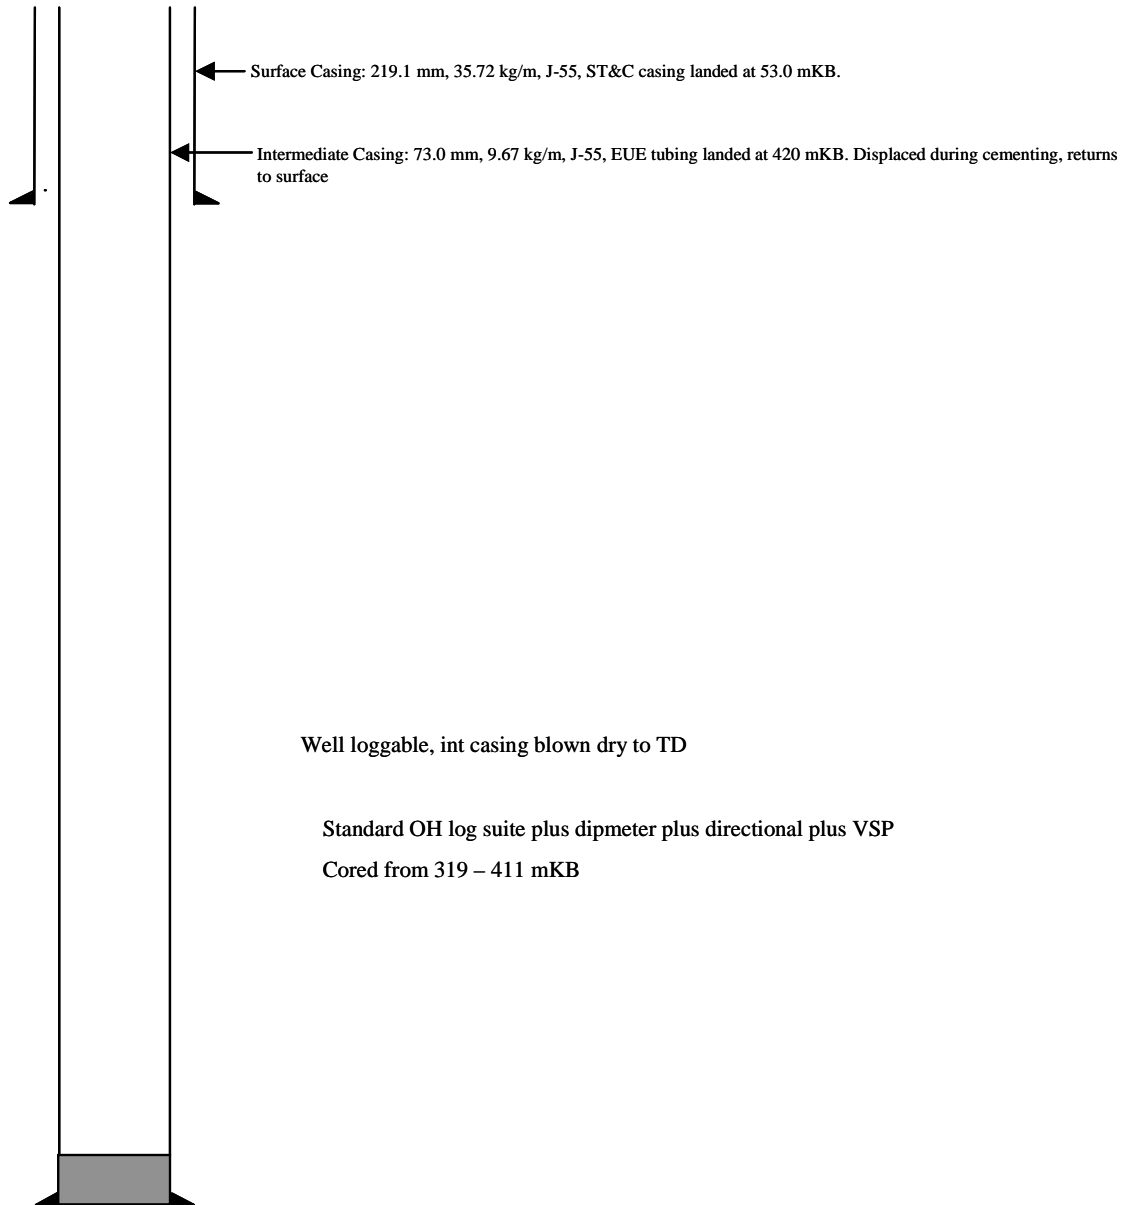 Surface Casing: 219.1 mm, 35.72 kg/m, J-55, ST&C casing landed at 53.0 mKB.
Intermediate Casing: 73.0 mm, 9.67 kg/m, J-55, EUE tubing landed at 420 mKB. Displaced during cementing, returns
to surface
Well loggable, int casing blown dry to TD
Standard OH log suite plus dipmeter plus directional plus VSP
Cored from 319 – 411 mKB